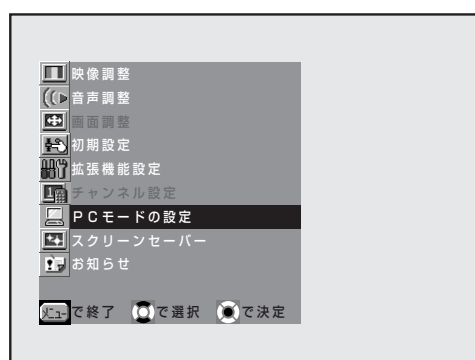 映像調整
音声調整
画面調整
初期設定
拡張機能設定
チャンネル設定
PCモードの設定
スクリーンセーバー
お知らせ
メニューで終了 で選択 で決定